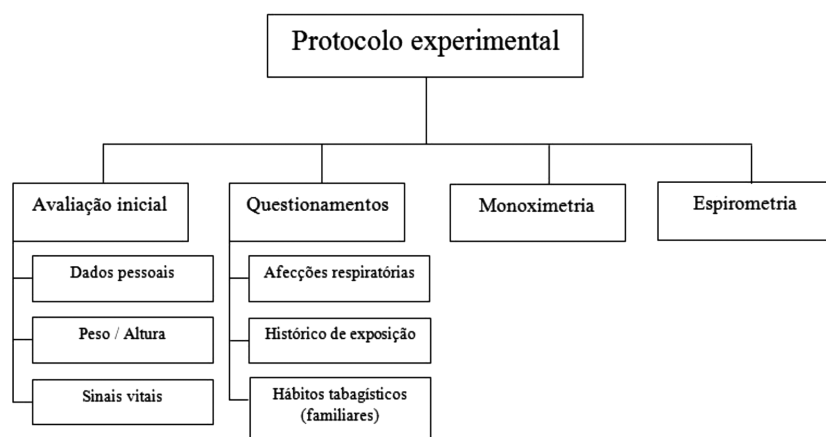 Protocolo experimental
Avaliação inicial
Questionamentos
Monoximetria
Espirometria
Dados pessoais
Peso / Altura
Sinais vitais
Afecções respiratórias
Histórico de exposição
Hábitos tabagísticos
(familiares)